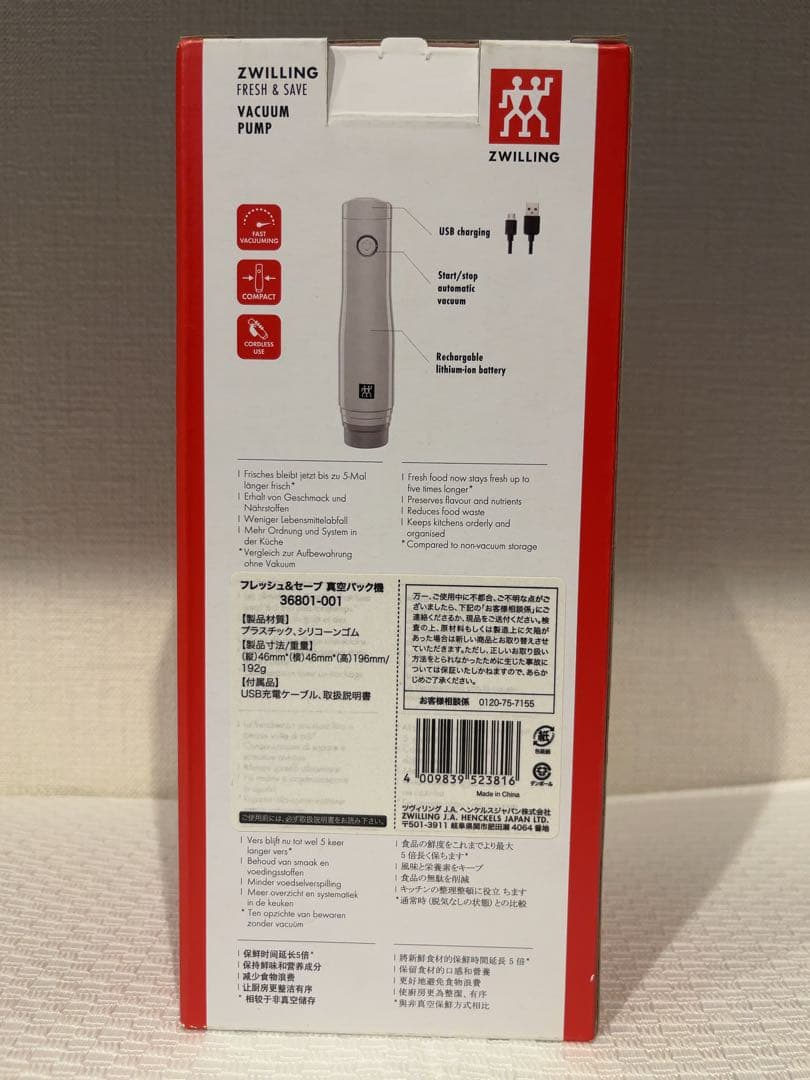 ZWILLING
FRESH & SAVE
VACUUM
PUMP
ZWILLING
FAST
VACUUMING
COMPACT
CORDLESS
USE
USB charging
Start/stop
automatic
vacuum
Rechargable
lithium-ion battery
| Frisches bleibt jetzt bis zu 5-Mal
länger frisch*
| Erhalt von Geschmack und
Nährstoffen
| Weniger Lebensmittelabfall
| Mehr Ordnung und System in
der Küche
* Vergleich zur Aufbewahrung
ohne Vakuum
| Fresh food now stays fresh up to
five times longer*
| Preserves flavour and nutrients
| Reduces food waste
| Keeps kitchens orderly and
organised
* Compared to non-vacuum storage
フレッシュ&セーブ 真空パック機
36801-001
【製品材質】
プラスチック、シリコーンゴム
【製品寸法/重量】
(縦)46mm*(横)46mm*(高)196mm/
192g
【付属品】
USB充電ケーブル、取扱説明書
ご使用前には、必ず取扱説明書をお読み下さい。
万一、ご使用中に不都合、ご不明な点がご
ざいましたら、下記の「お客様相談係」にご
連絡くださるか、現品をご送付ください。検
査の上、原材料もしくは製造上に欠陥が
あった場合は新しい商品とお取り替えさせ
ていただきます。ただし、正しいお取り扱い
方法をとられなかったために生じた事故に
ついては保証いたしかねますので、あらか
じめご了承ください。
お客様相談係 0120-75-7155
4 009839 523816
紙
包装紙
ダンボール
Made in China
ツヴィリング J.A. ヘンケルスジャパン株式会社
ZWILLING J.A. HENCKELS JAPAN LTD.
〒501-3911 岐阜県関市肥田瀬 4064 番地
| Vers blijft nu tot wel 5 keer
langer vers*
| Behoud van smaak en
voedingsstoffen
| Minder voedselverspilling
| Meer overzicht en systematiek
in de keuken
* Ten opzichte van bewaren
zonder vacuüm
| 食品の鮮度をこれまでより最大
5 倍長く保ちます*
| 風味と栄養素をキープ
| 食品の無駄を削減
| キッチンの整理整頓に役立 ちます
*通常時 (脱気なしの状態) との比較
| 保鲜时间延长5倍*
| 保持鲜味和营养成分
| 减少食物浪费
| 让厨房更整洁有序
* 相较于非真空储存
| 將新鮮食材的保鮮時間延長 5 倍*
| 保留食材的口感和營養
| 更好地避免食物浪費
| 使廚房更為整潔、有序
*與非真空保鮮方式相比